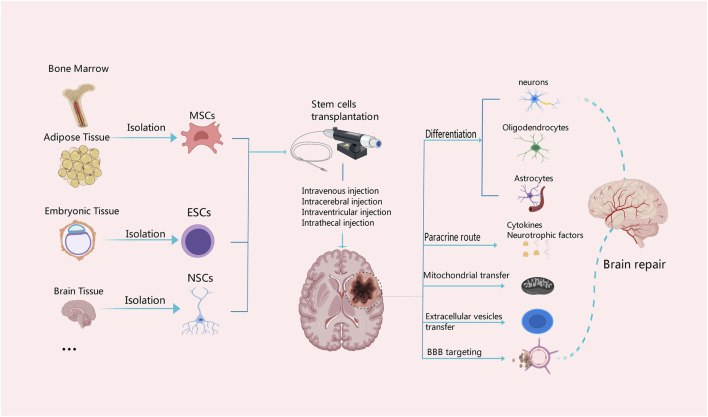 Bone Marrow
Adipose Tissue
Isolation
MSCs
Embryonic Tissue
Isolation
ESCs
Brain Tissue
Isolation
NSCs
...
Stem cells
transplantation
Intravenous injection
Intracerebral injection
Intraventricular injection
Intrathecal injection
Differentiation
neurons
Oligodendrocytes
Astrocytes
Paracrine route
Cytokines
Neurotrophic factors
Mitochondrial transfer
Extracellular vesicles
transfer
BBB targeting
Brain repair